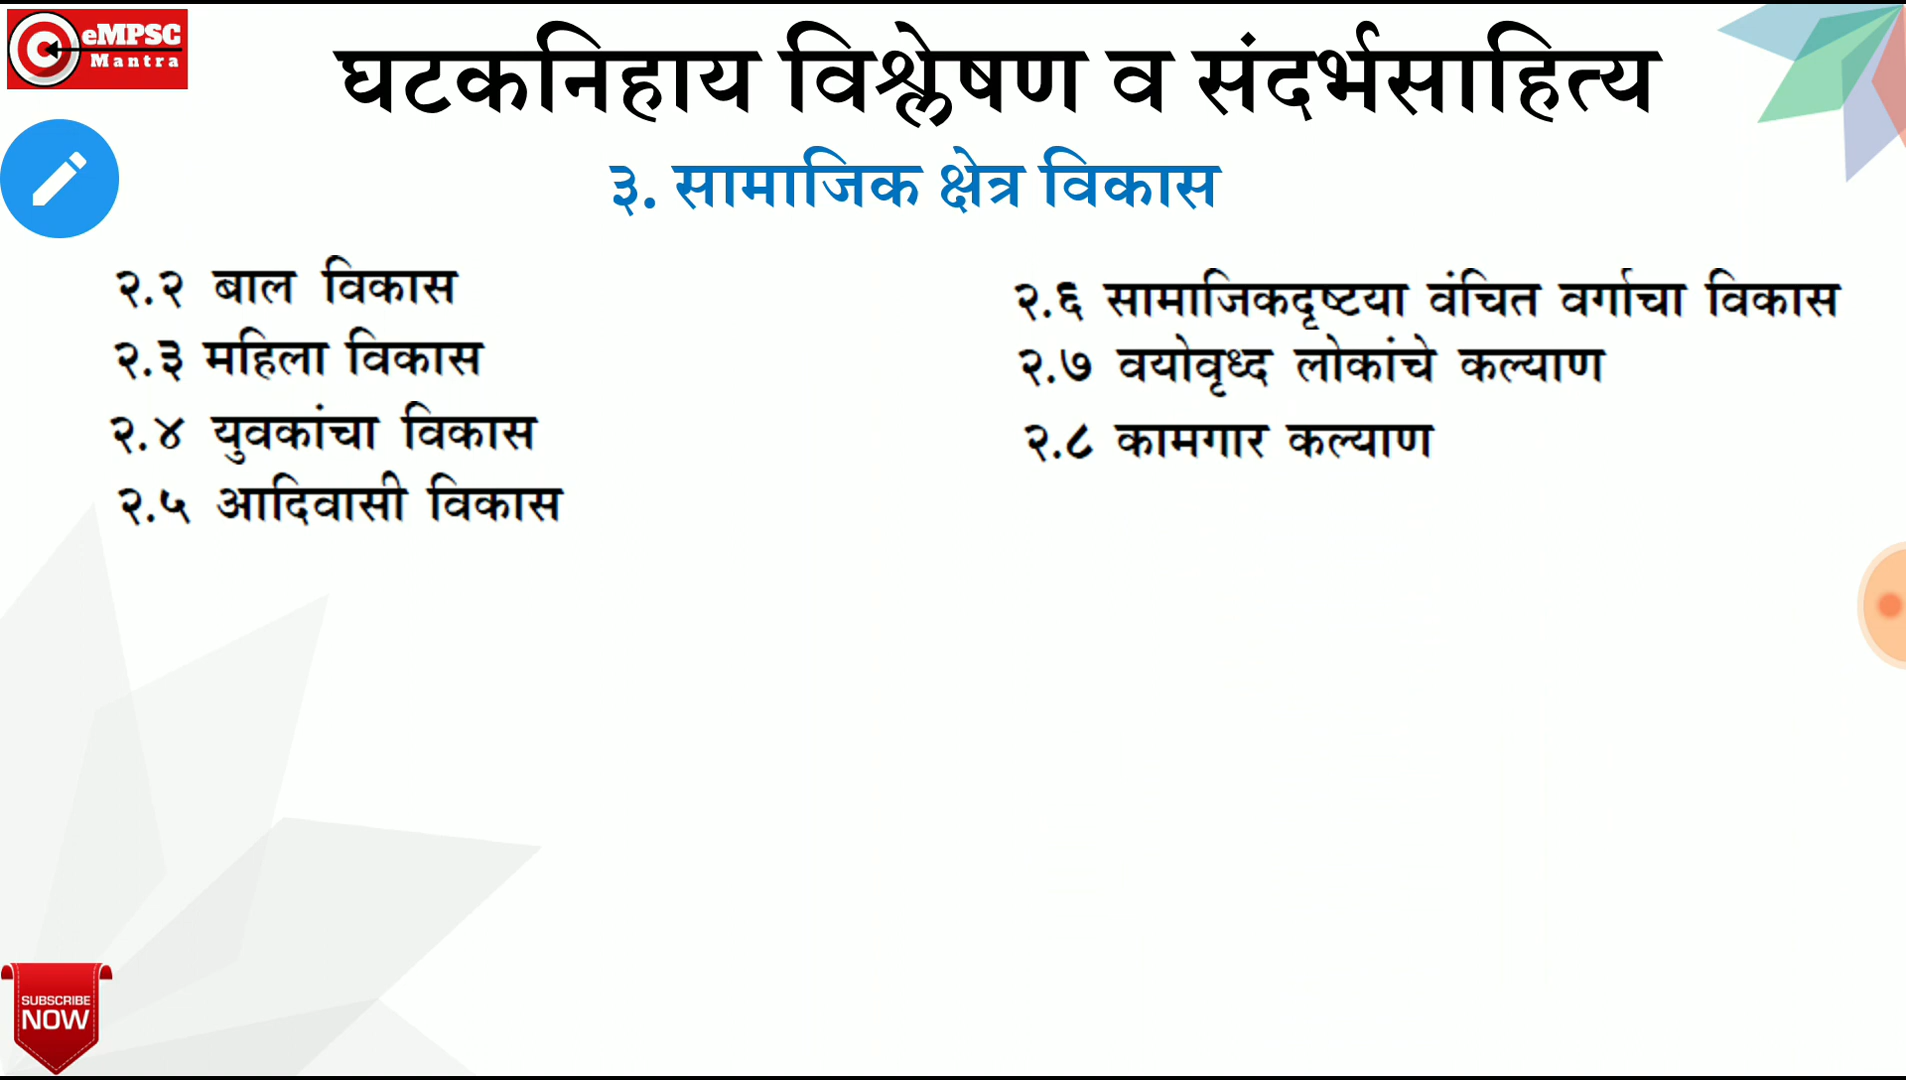 eMPSC
Mantra
घटकनिहाय विश्लेषण व संदर्भसाहित्य
३. सामाजिक क्षेत्र विकास
२.२ बाल विकास
२.३ महिला विकास
२.४ युवकांचा विकास
२.५ आदिवासी विकास
२.६ सामाजिकदृष्टया वंचित वर्गाचा विकास
२.७ वयोवृध्द लोकांचे कल्याण
२.८ कामगार कल्याण
SUBSCRIBE
NOW